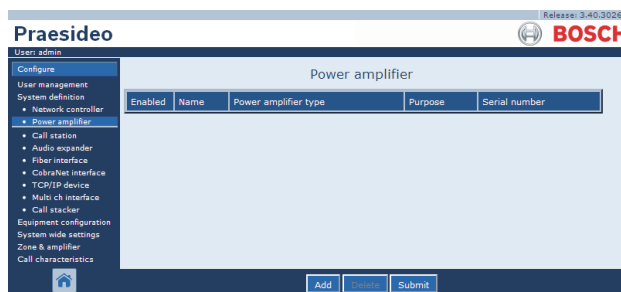 Release: 3.40.3026
Praesideo
BOSCH
User: admin
Configure
User management
System definition
• Network controller
• Power amplifier
• Call station
• Audio expander
• Fiber interface
• CobraNet interface
• TCP/IP device
• Multi ch interface
• Call stacker
Equipment configuration
System wide settings
Zone & amplifier
Call characteristics
Power amplifier
Enabled Name Power amplifier type Purpose Serial number
Add Delete Submit